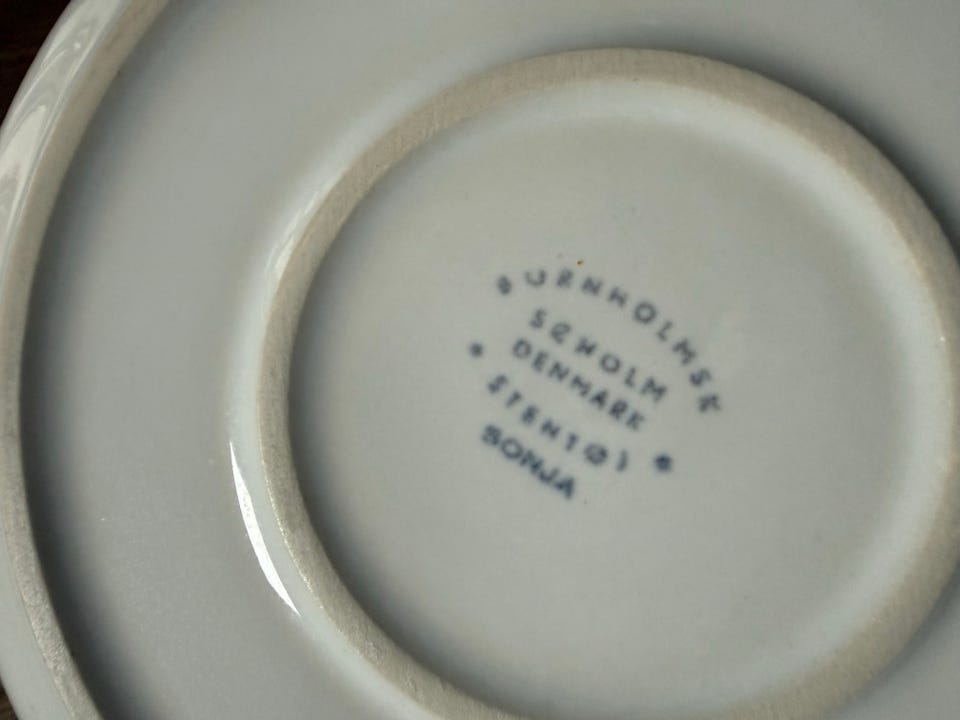 BORNHOLMSK
SØHOLM
DENMARK
STENTØJ
SONJA